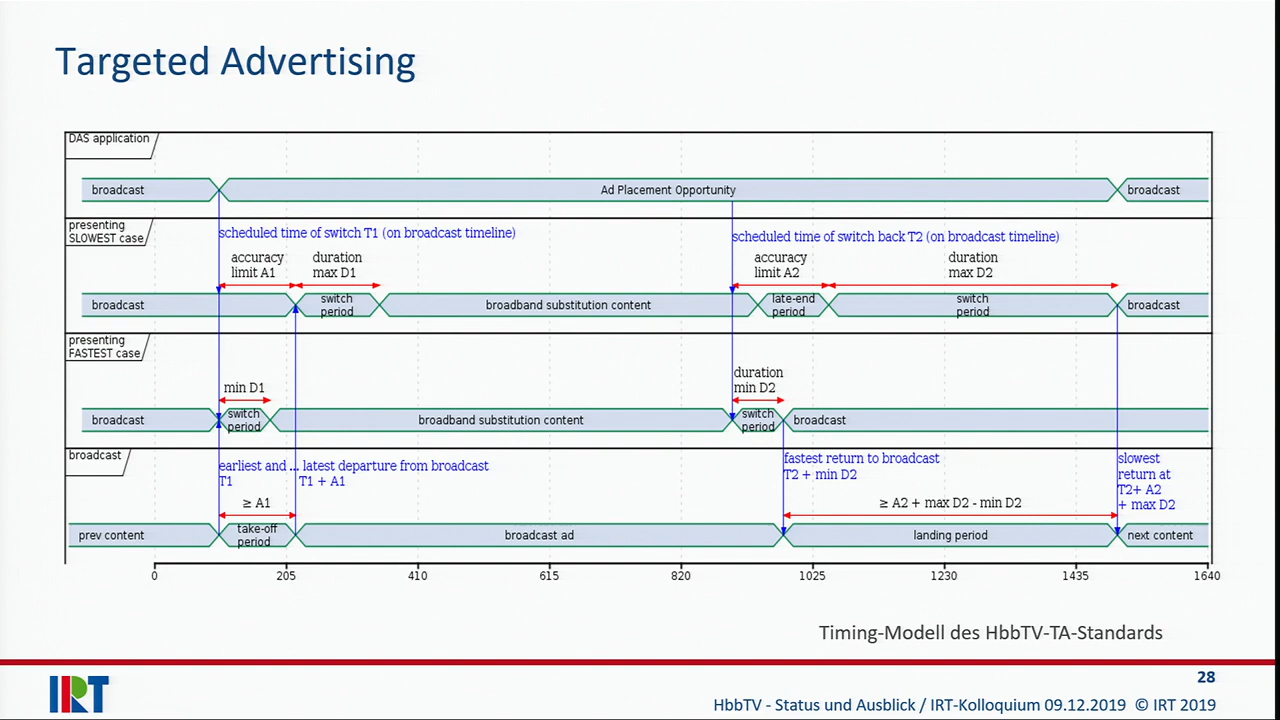 Targeted Advertising
DAS application
broadcast
Ad Placement Opportunity
broadcast
presenting
SLOWEST case
scheduled time of switch T1 (on broadcast timeline)
scheduled time of switch back T2 (on broadcast timeline)
accuracy
limit A1
duration
max D1
accuracy
limit A2
duration
max D2
broadcast
switch
period
broadband substitution content
late-end
period
switch
period
broadcast
presenting
FASTEST case
min D1
duration
min D2
broadcast
switch
period
broadband substitution content
switch
period
broadcast
broadcast
earliest and ... latest departure from broadcast
T1
T1 + A1
fastest return to broadcast
T2 + min D2
slowest
return at
T2+ A2
+ max D2
≥ A1
≥ A2 + max D2 - min D2
prev content
take-off
period
broadcast ad
landing period
next content
0 205 410 615 820 1025 1230 1435 1640
Timing-Modell des HbbTV-TA-Standards
28
IRT
HbbTV - Status und Ausblick / IRT-Kolloquium 09.12.2019 © IRT 2019